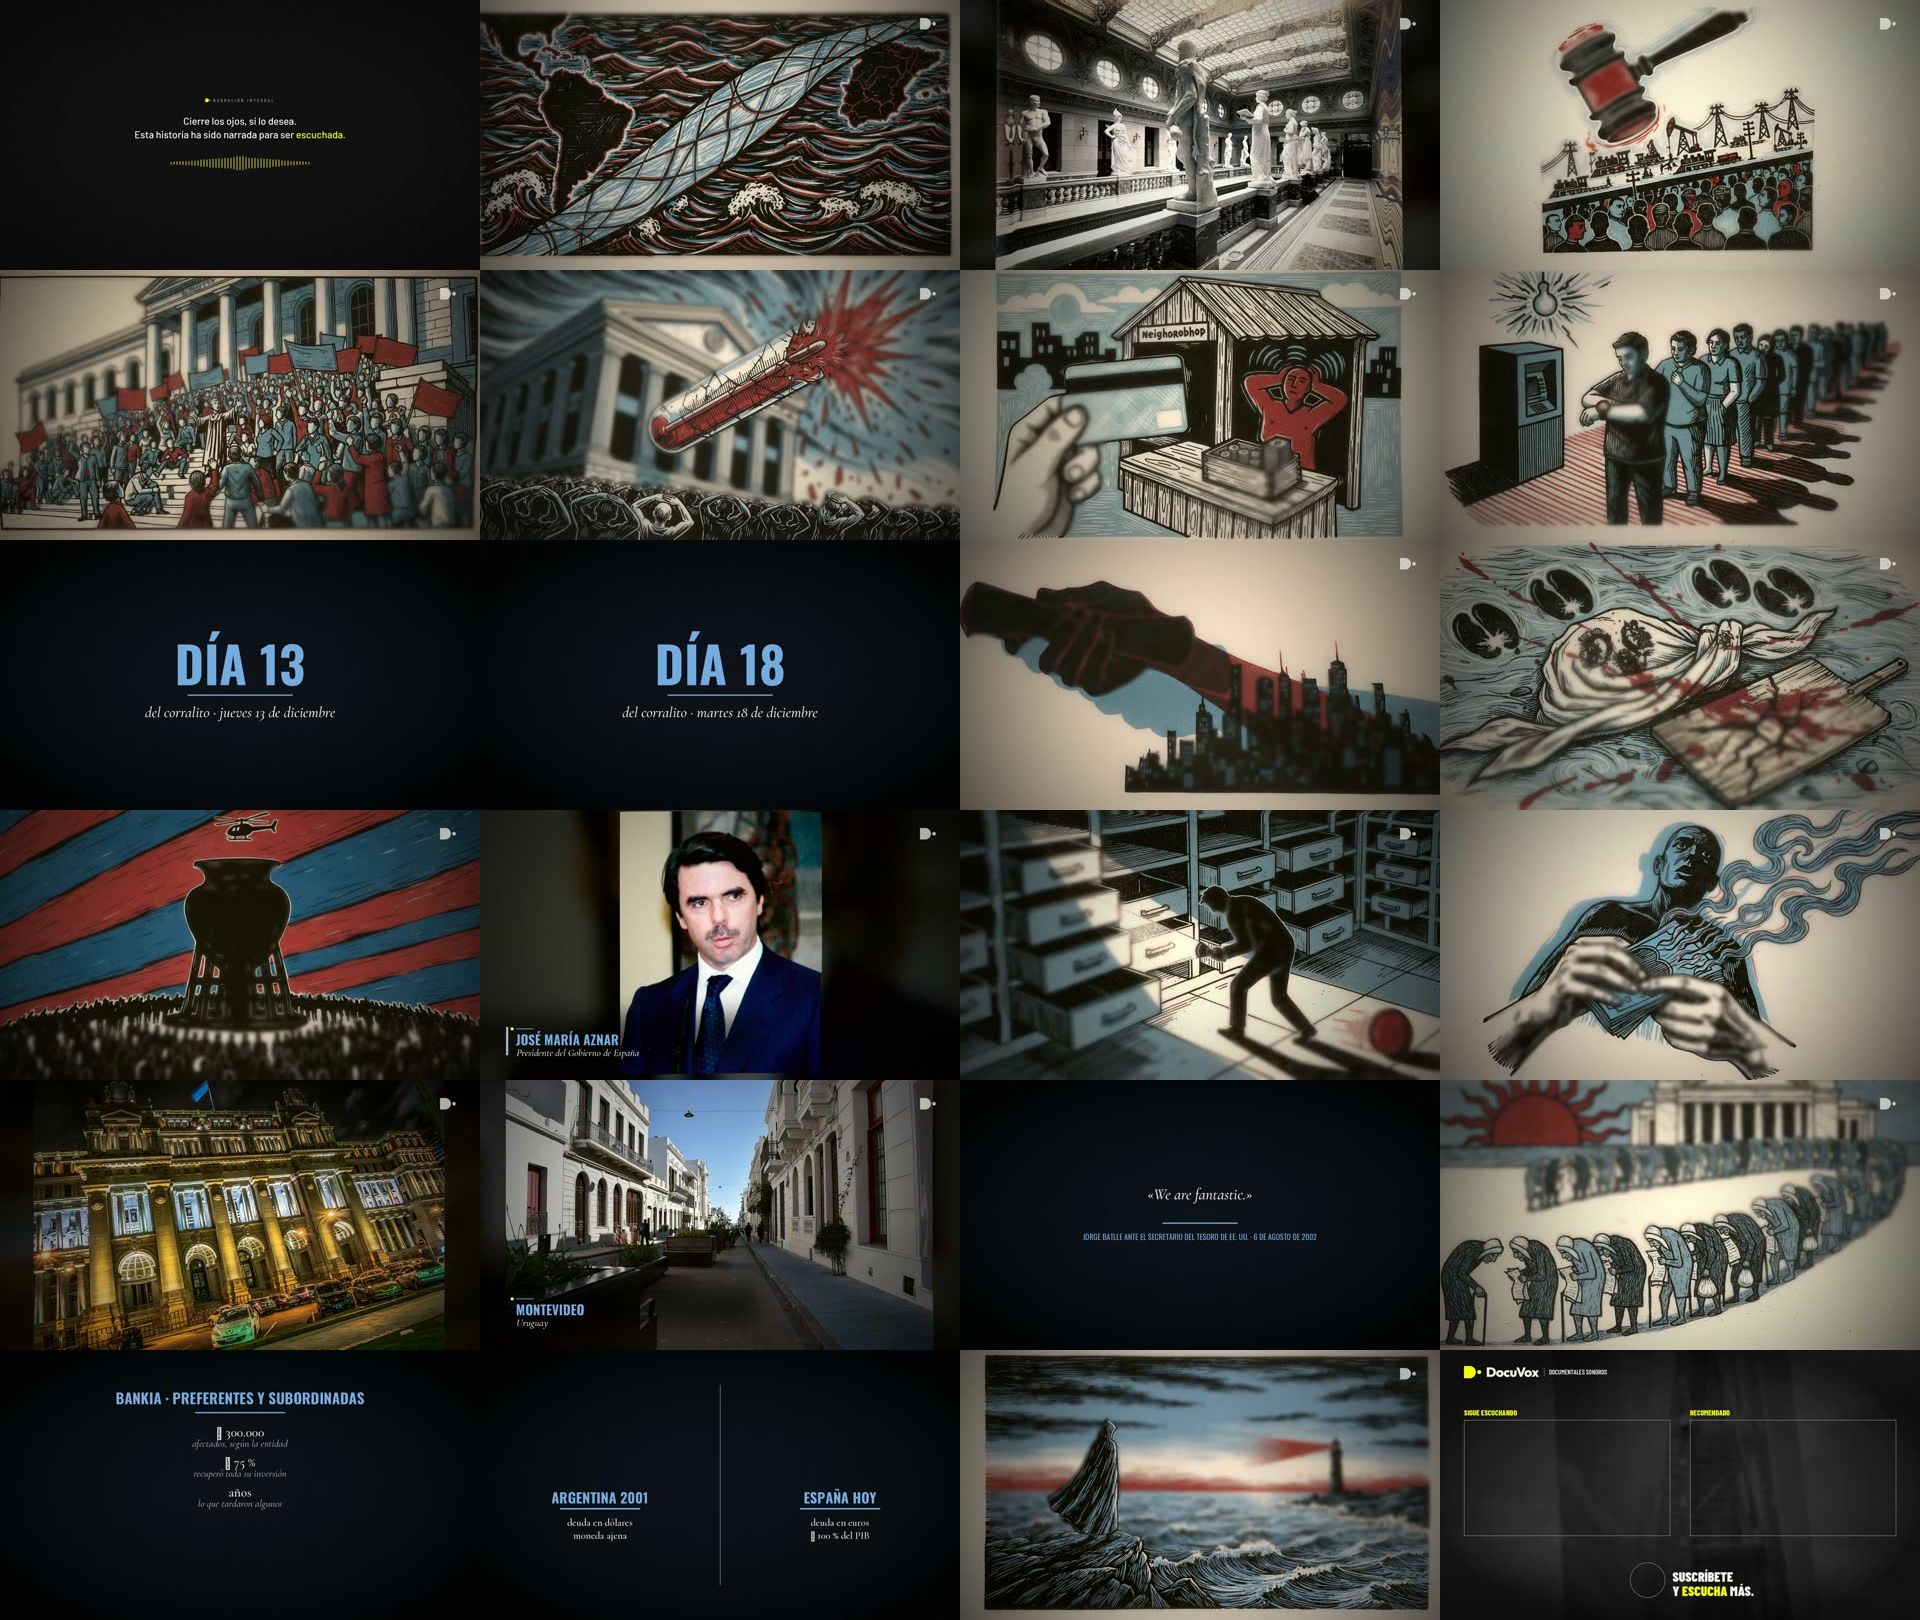 NARRACIÓN INTEGRAL
Cierre los ojos, si lo desea.
Esta historia ha sido narrada para ser escuchada.
Neighorobhop
DÍA 13
del corralito · jueves 13 de diciembre
DÍA 18
del corralito · martes 18 de diciembre
JOSÉ MARÍA AZNAR
Presidente del Gobierno de España
MONTEVIDEO
Uruguay
«We are fantastic.»
JORGE BATLLE ANTE EL SECRETARIO DEL TESORO DE EE. UU. · 6 DE AGOSTO DE 2002
BANKIA · PREFERENTES Y SUBORDINADAS
300.000
afectados, según la entidad
75 %
recuperó toda su inversión
años
lo que tardaron algunos
ARGENTINA 2001
deuda en dólares
moneda ajena
ESPAÑA HOY
deuda en euros
100 % del PIB
DocuVox
DOCUMENTALES SONOROS
SIGUE ESCUCHANDO
RECOMENDADO
SUSCRÍBETE
Y ESCUCHA MÁS.